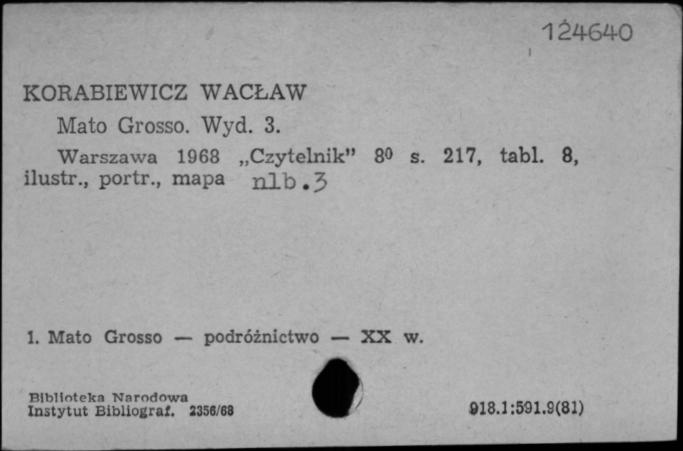 124640
KORABIEWICZ WACŁAW
Mato Grosso. Wyd. 3.
Warszawa 1968 „Czytelnik” 8⁰ s. 217, tabl. 8,
ilustr., portr., mapa nlb.3
1. Mato Grosso — podróżnictwo — XX w.
Biblioteka Narodowa
Instytut Bibliograf. 2356/68
918.1:591.9(81)